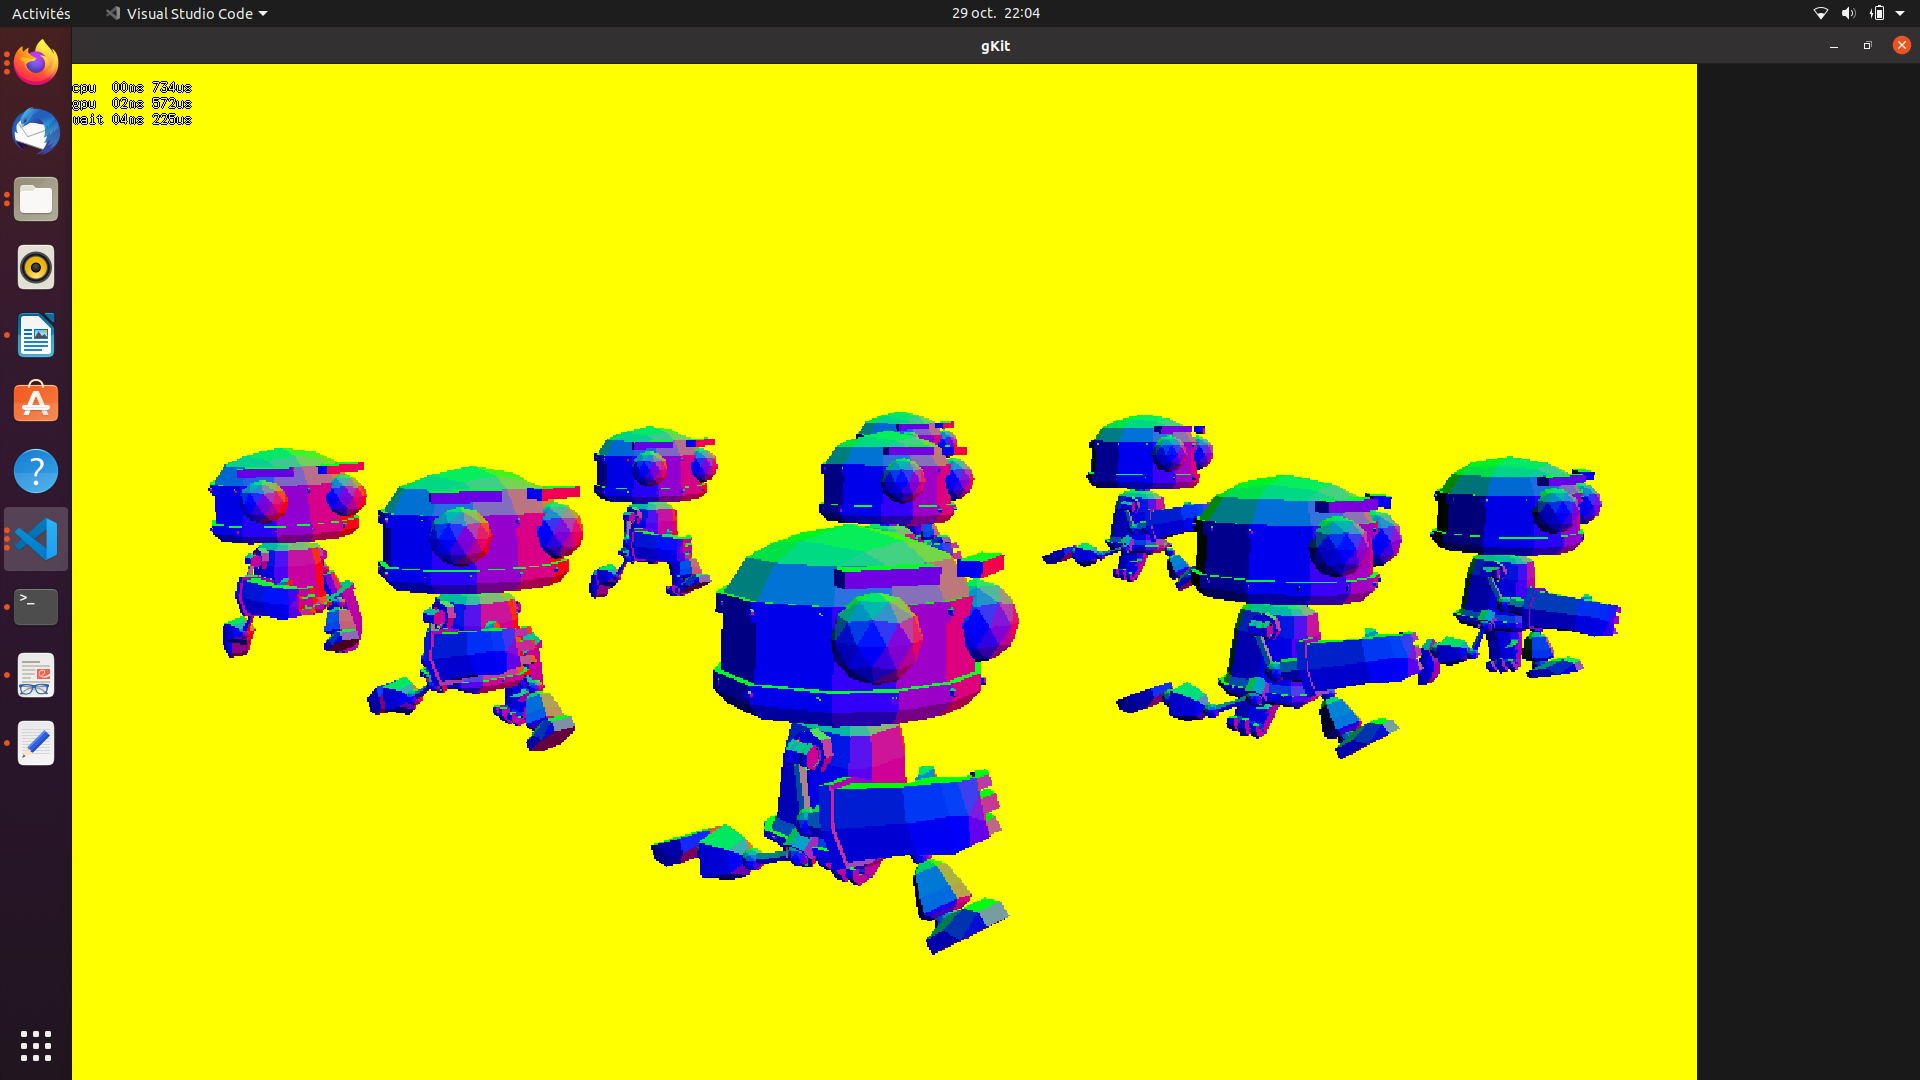 Activités
Visual Studio Code
29 oct. 22:04
gKit
cpu 00ms 734us
gpu 02ms 572us
wait 04ms 225us